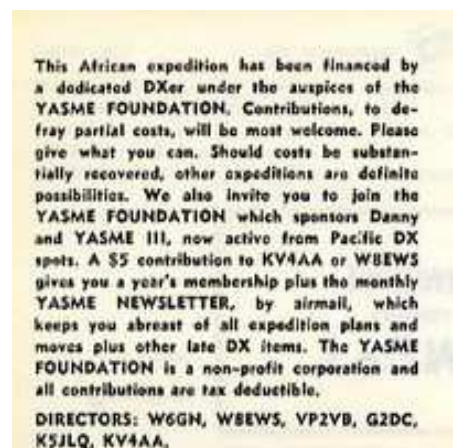 This African expedition has been financed by
a dedicated DXer under the auspices of the
YASME FOUNDATION. Contributions, to de-
fray partial costs, will be most welcome. Please
give what you can. Should costs be substan-
tially recovered, other expeditions are definite
possibilities. We also invite you to join the
YASME FOUNDATION which sponsors Danny
and YASME III, now active from Pacific DX
spots. A $5 contribution to KV4AA or W8EWS
gives you a year's membership plus the monthly
YASME NEWSLETTER, by airmail, which
keeps you abreast of all expedition plans and
moves plus other late DX items. The YASME
FOUNDATION is a non-profit corporation and
all contributions are tax deductible.
DIRECTORS: W6GN, W8EWS, VP2VB, G2DC,
K5JLQ, KV4AA.